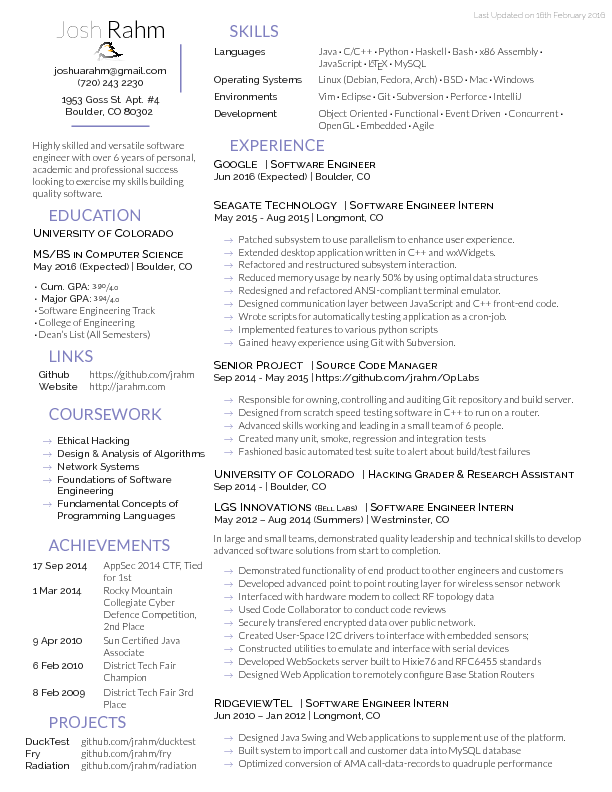 Last Updated on 16th February 2016
Josh Rahm
joshuarahm@gmail.com
(720) 243 2230
1953 Goss St. Apt. #4
Boulder, CO 80302
Highly skilled and versatile software
engineer with over 6 years of personal,
academic and professional success
looking to exercise my skills building
quality software.
EDUCATION
University of Colorado
MS/BS in Computer Science
May 2016 (Expected) | Boulder, CO
• Cum. GPA: 3.90/4.0
• Major GPA: 3.94/4.0
• Software Engineering Track
• College of Engineering
• Dean's List (All Semesters)
LINKS
Github https://github.com/jrahm
Website http://jarahm.com
COURSEWORK
→ Ethical Hacking
→ Design & Analysis of Algorithms
→ Network Systems
→ Foundations of Software
Engineering
→ Fundamental Concepts of
Programming Languages
ACHIEVEMENTS
17 Sep 2014 AppSec 2014 CTF, Tied
for 1st
1 Mar 2014 Rocky Mountain
Collegiate Cyber
Defence Competition,
2nd Place
9 Apr 2010 Sun Certified Java
Associate
6 Feb 2010 District Tech Fair
Champion
8 Feb 2009 District Tech Fair 3rd
Place
PROJECTS
DuckTest github.com/jrahm/ducktest
Fry github.com/jrahm/fry
Radiation github.com/jrahm/radiation
SKILLS
Languages Java • C/C++ • Python • Haskell • Bash • x86 Assembly •
JavaScript • LATEX • MySQL
Operating Systems Linux (Debian, Fedora, Arch) • BSD • Mac • Windows
Environments Vim • Eclipse • Git • Subversion • Perforce • IntelliJ
Development Object Oriented • Functional • Event Driven • Concurrent •
OpenGL • Embedded • Agile
EXPERIENCE
Google | Software Engineer
Jun 2016 (Expected) | Boulder, CO
Seagate Technology | Software Engineer Intern
May 2015 - Aug 2015 | Longmont, CO
→ Patched subsystem to use parallelism to enhance user experience.
→ Extended desktop application written in C++ and wxWidgets.
→ Refactored and restructured subsystem interaction.
→ Reduced memory usage by nearly 50% by using optimal data structures
→ Redesigned and refactored ANSI-compliant terminal emulator.
→ Designed communication layer between JavaScript and C++ front-end code.
→ Wrote scripts for automatically testing application as a cron-job.
→ Implemented features to various python scripts
→ Gained heavy experience using Git with Subversion.
Senior Project | Source Code Manager
Sep 2014 - May 2015 | https://github.com/jrahm/OpLabs
→ Responsible for owning, controlling and auditing Git repository and build server.
→ Designed from scratch speed testing software in C++ to run on a router.
→ Advanced skills working and leading in a small team of 6 people.
→ Created many unit, smoke, regression and integration tests
→ Fashioned basic automated test suite to alert about build/test failures
University of Colorado | Hacking Grader & Research Assistant
Sep 2014 - | Boulder, CO
LGS Innovations (Bell Labs) | Software Engineer Intern
May 2012 – Aug 2014 (Summers) | Westminster, CO
In large and small teams, demonstrated quality leadership and technical skills to develop
advanced software solutions from start to completion.
→ Demonstrated functionality of end product to other engineers and customers
→ Developed advanced point to point routing layer for wireless sensor network
→ Interfaced with hardware modem to collect RF topology data
→ Used Code Collaborator to conduct code reviews
→ Securely transfered encrypted data over public network.
→ Created User-Space I2C drivers to interface with embedded sensors;
→ Constructed utilities to emulate and interface with serial devices
→ Developed WebSockets server built to Hixie76 and RFC6455 standards
→ Designed Web Application to remotely configure Base Station Routers
RidgeviewTel | Software Engineer Intern
Jun 2010 – Jan 2012 | Longmont, CO
→ Designed Java Swing and Web applications to supplement use of the platform.
→ Built system to import call and customer data into MySQL database
→ Optimized conversion of AMA call-data-records to quadruple performance